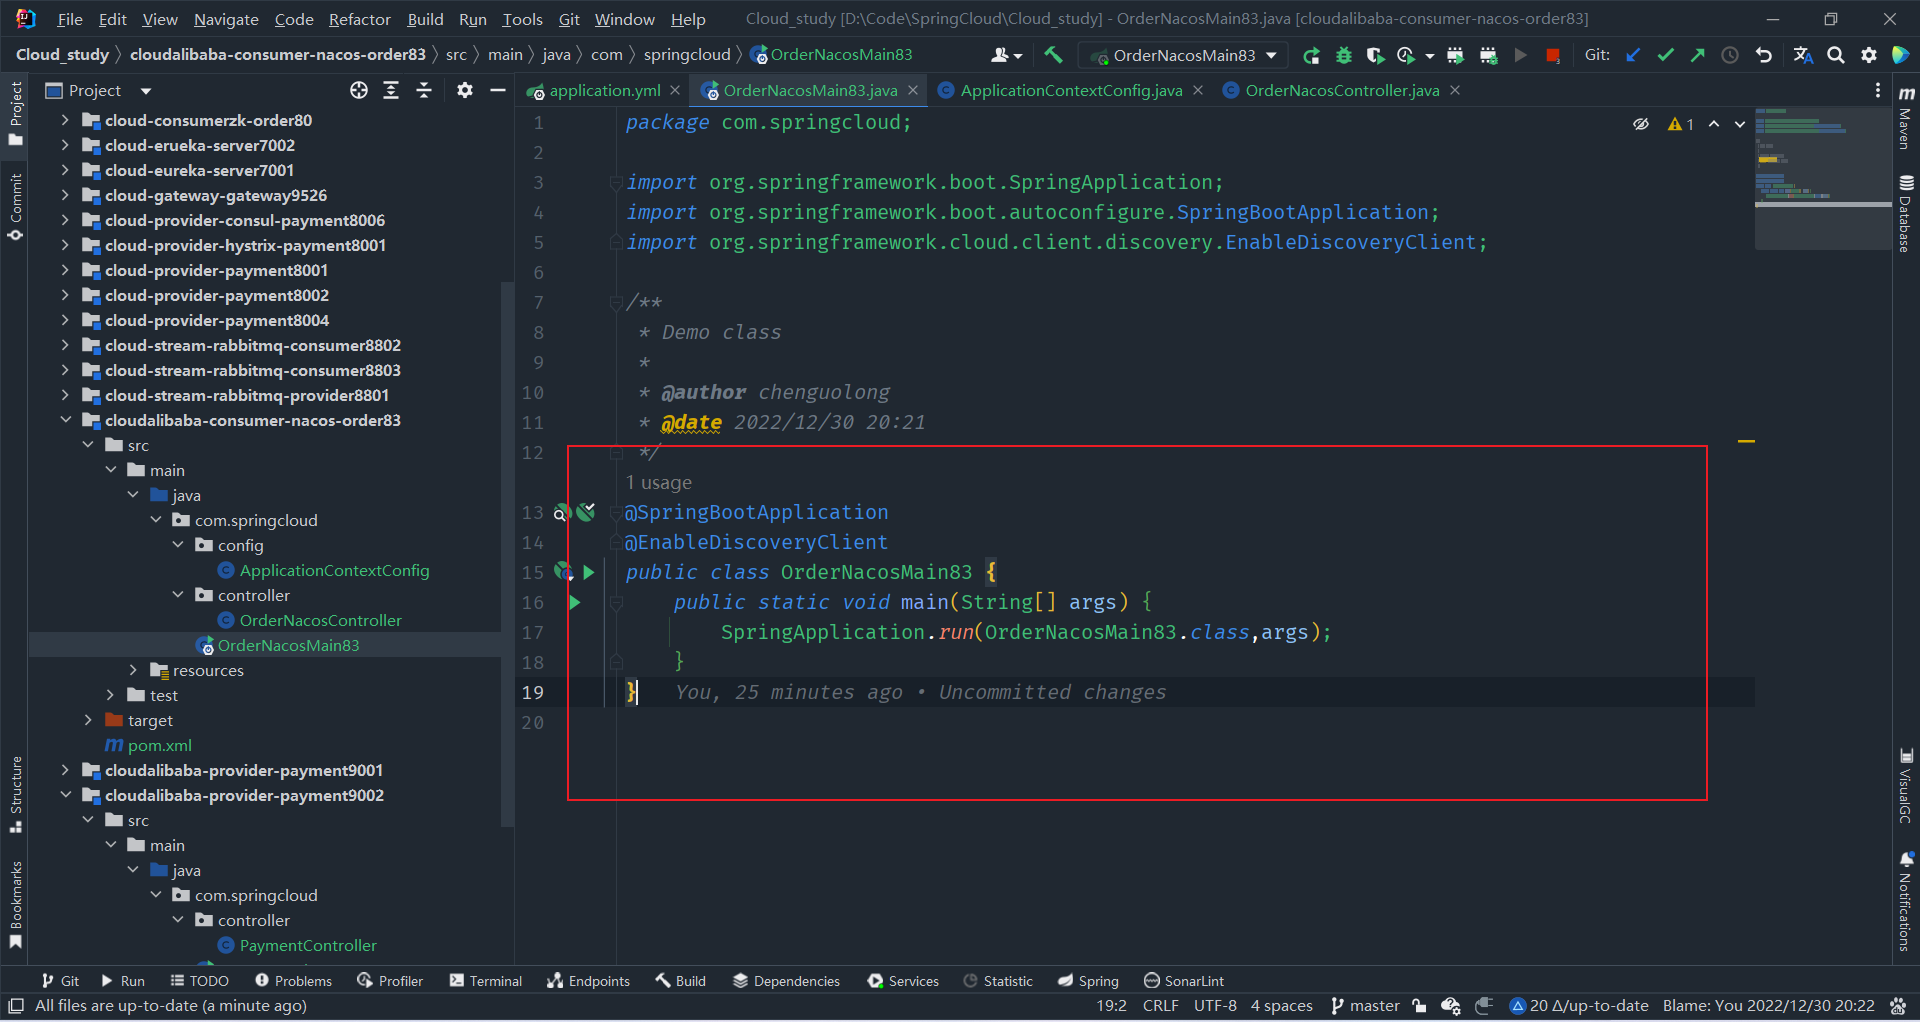 File Edit View Navigate Code Refactor Build Run Tools Git Window Help Cloud_study [D:\Code\SpringCloud\Cloud_study] - OrderNacosMain83.java [cloudalibaba-consumer-nacos-order83]
Cloud_study cloudalibaba-consumer-nacos-order83 src main java com springcloud OrderNacosMain83 OrderNacosMain83 Git:
Project
application.yml OrderNacosMain83.java ApplicationContextConfig.java OrderNacosController.java
Project
Commit
Structure
Bookmarks
cloud-consumerzk-order80
cloud-erueka-server7002
cloud-eureka-server7001
cloud-gateway-gateway9526
cloud-provider-consul-payment8006
cloud-provider-hystrix-payment8001
cloud-provider-payment8001
cloud-provider-payment8002
cloud-provider-payment8004
cloud-stream-rabbitmq-consumer8802
cloud-stream-rabbitmq-consumer8803
cloud-stream-rabbitmq-provider8801
cloudalibaba-consumer-nacos-order83
src
main
java
com.springcloud
config
ApplicationContextConfig
controller
OrderNacosController
OrderNacosMain83
resources
test
target
pom.xml
cloudalibaba-provider-payment9001
cloudalibaba-provider-payment9002
src
main
java
com.springcloud
controller
PaymentController
1 package com.springcloud;
2
3 import org.springframework.boot.SpringApplication;
4 import org.springframework.boot.autoconfigure.SpringBootApplication;
5 import org.springframework.cloud.client.discovery.EnableDiscoveryClient;
6
7 /**
8 * Demo class
9 *
10 * @author chenguolong
11 * @date 2022/12/30 20:21
12 */
1 usage
13 @SpringBootApplication
14 @EnableDiscoveryClient
15 public class OrderNacosMain83 {
16 public static void main(String[] args) {
17 SpringApplication.run(OrderNacosMain83.class,args);
18 }
19 } You, 25 minutes ago • Uncommitted changes
20
1
Maven
Database
VisualGC
Notifications
Git Run TODO Problems Profiler Terminal Endpoints Build Dependencies Services Statistic Spring SonarLint
All files are up-to-date (a minute ago) 19:2 CRLF UTF-8 4 spaces master 20 Δ/up-to-date Blame: You 2022/12/30 20:22